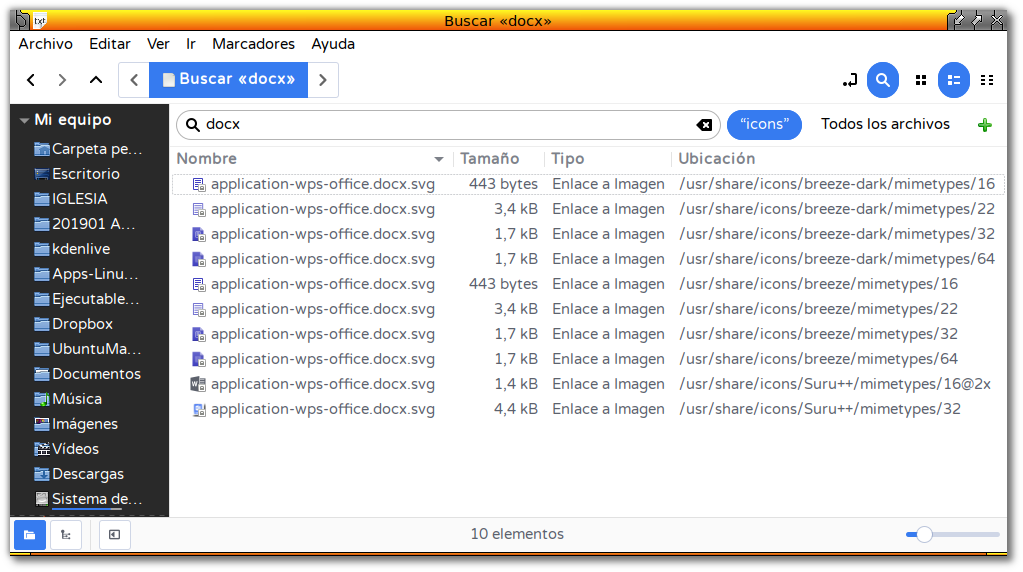 txt Buscar «docx»
Archivo Editar Ver Ir Marcadores Ayuda
Buscar «docx»
Mi equipo
Carpeta pe...
Escritorio
IGLESIA
201901 A...
kdenlive
Apps-Linu...
Ejecutable...
Dropbox
UbuntuMa...
Documentos
Música
Imágenes
Vídeos
Descargas
Sistema de...
docx "icons" Todos los archivos
Nombre Tamaño Tipo Ubicación
application-wps-office.docx.svg 443 bytes Enlace a Imagen /usr/share/icons/breeze-dark/mimetypes/16
application-wps-office.docx.svg 3,4 kB Enlace a Imagen /usr/share/icons/breeze-dark/mimetypes/22
application-wps-office.docx.svg 1,7 kB Enlace a Imagen /usr/share/icons/breeze-dark/mimetypes/32
application-wps-office.docx.svg 1,7 kB Enlace a Imagen /usr/share/icons/breeze-dark/mimetypes/64
application-wps-office.docx.svg 443 bytes Enlace a Imagen /usr/share/icons/breeze/mimetypes/16
application-wps-office.docx.svg 3,4 kB Enlace a Imagen /usr/share/icons/breeze/mimetypes/22
application-wps-office.docx.svg 1,7 kB Enlace a Imagen /usr/share/icons/breeze/mimetypes/32
application-wps-office.docx.svg 1,7 kB Enlace a Imagen /usr/share/icons/breeze/mimetypes/64
application-wps-office.docx.svg 1,4 kB Enlace a Imagen /usr/share/icons/Suru++/mimetypes/16@2x
application-wps-office.docx.svg 4,4 kB Enlace a Imagen /usr/share/icons/Suru++/mimetypes/32
10 elementos